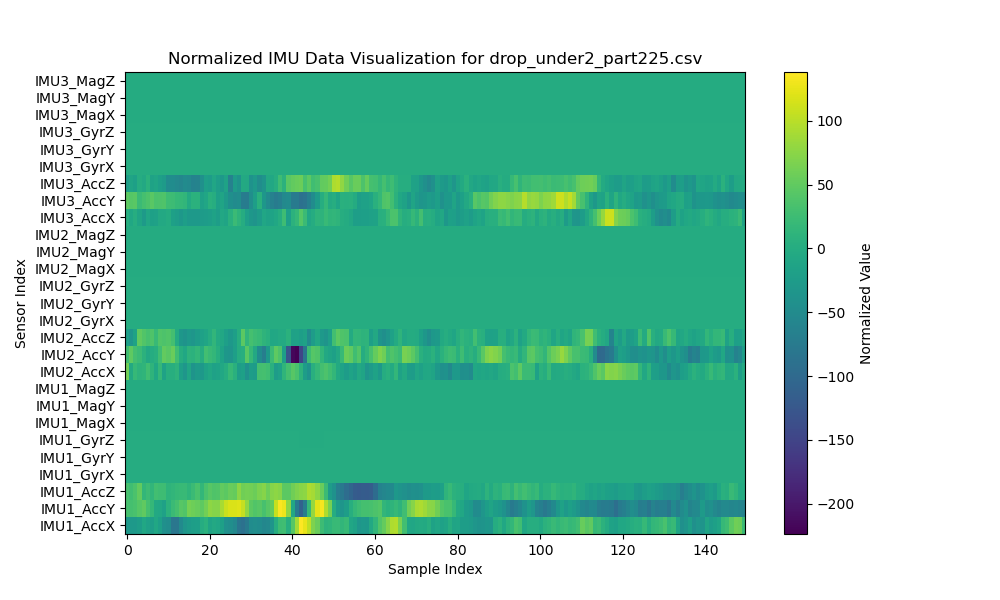 Normalized IMU Data Visualization for drop_under2_part225.csv
IMU3_MagZ
IMU3_MagY
IMU3_MagX
IMU3_GyrZ
IMU3_GyrY
IMU3_GyrX
IMU3_AccZ
IMU3_AccY
IMU3_AccX
IMU2_MagZ
IMU2_MagY
IMU2_MagX
IMU2_GyrZ
IMU2_GyrY
IMU2_GyrX
IMU2_AccZ
IMU2_AccY
IMU2_AccX
IMU1_MagZ
IMU1_MagY
IMU1_MagX
IMU1_GyrZ
IMU1_GyrY
IMU1_GyrX
IMU1_AccZ
IMU1_AccY
IMU1_AccX
Sensor Index
0 20 40 60 80 100 120 140
Sample Index
100
50
0
−50
−100
−150
−200
Normalized Value